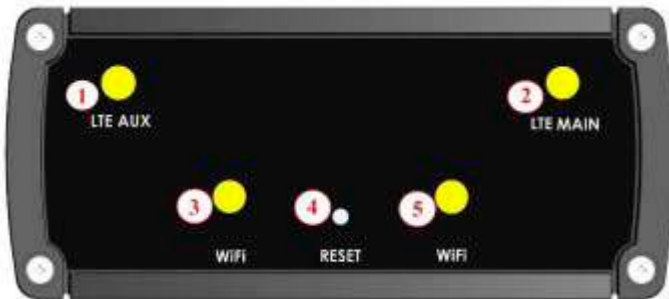 1
LTE AUX
2
LTE MAIN
3
WiFi
4
RESET
5
WiFi